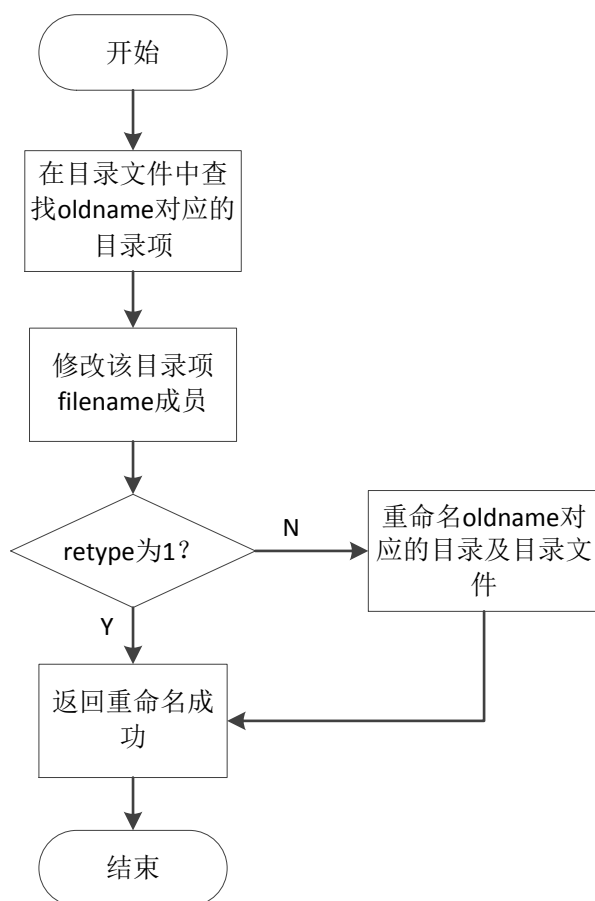 开始
在目录文件中查
找oldname对应的
目录项
修改该目录项
filename成员
retype为1？
N
重命名oldname对
应的目录及目录文
件
Y
返回重命名成
功
结束